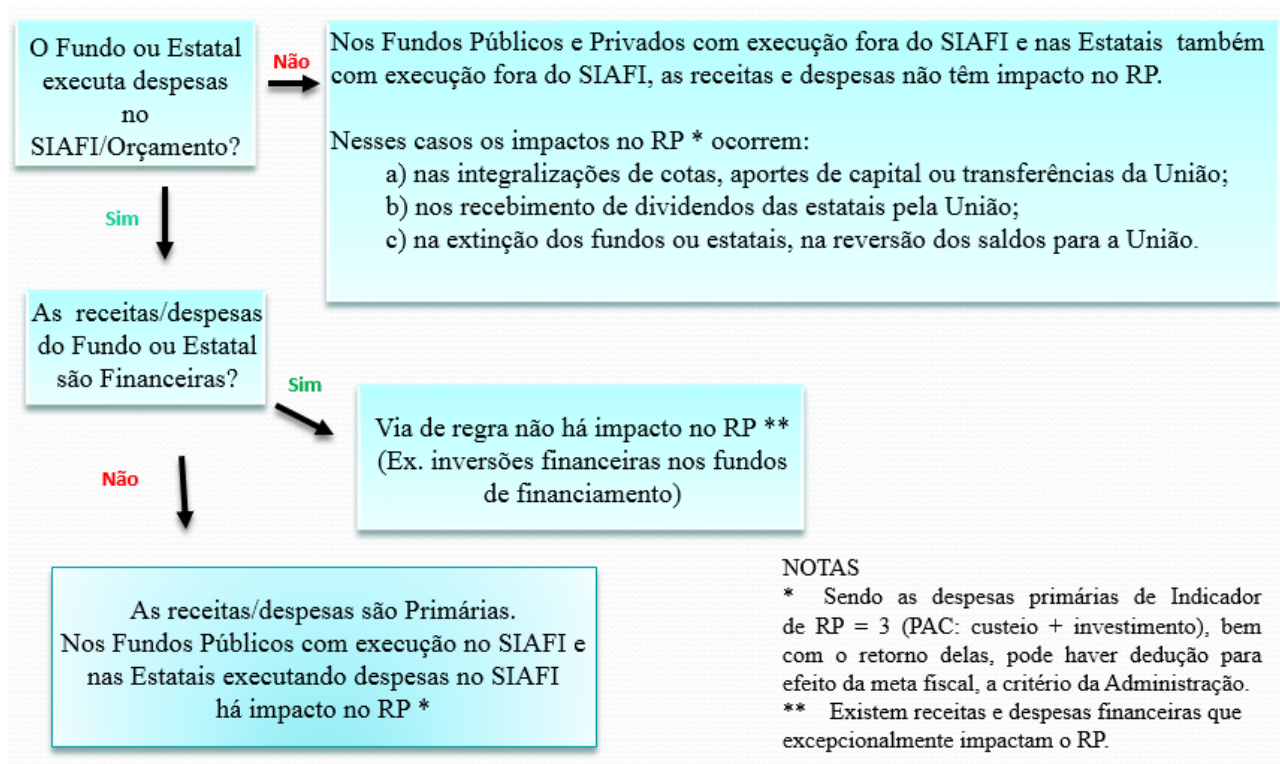 O Fundo ou Estatal
executa despesas
no
SIAFI/Orçamento?
Não
Nos Fundos Públicos e Privados com execução fora do SIAFI e nas Estatais também
com execução fora do SIAFI, as receitas e despesas não têm impacto no RP.
Nesses casos os impactos no RP * ocorrem:
a) nas integralizações de cotas, aportes de capital ou transferências da União;
b) nos recebimento de dividendos das estatais pela União;
c) na extinção dos fundos ou estatais, na reversão dos saldos para a União.
Sim
As receitas/despesas
do Fundo ou Estatal
são Financeiras?
Sim
Via de regra não há impacto no RP **
(Ex. inversões financeiras nos fundos
de financiamento)
Não
As receitas/despesas são Primárias.
Nos Fundos Públicos com execução no SIAFI e
nas Estatais executando despesas no SIAFI
há impacto no RP *
NOTAS
* Sendo as despesas primárias de Indicador
de RP = 3 (PAC: custeio + investimento), bem
com o retorno delas, pode haver dedução para
efeito da meta fiscal, a critério da Administração.
** Existem receitas e despesas financeiras que
excepcionalmente impactam o RP.